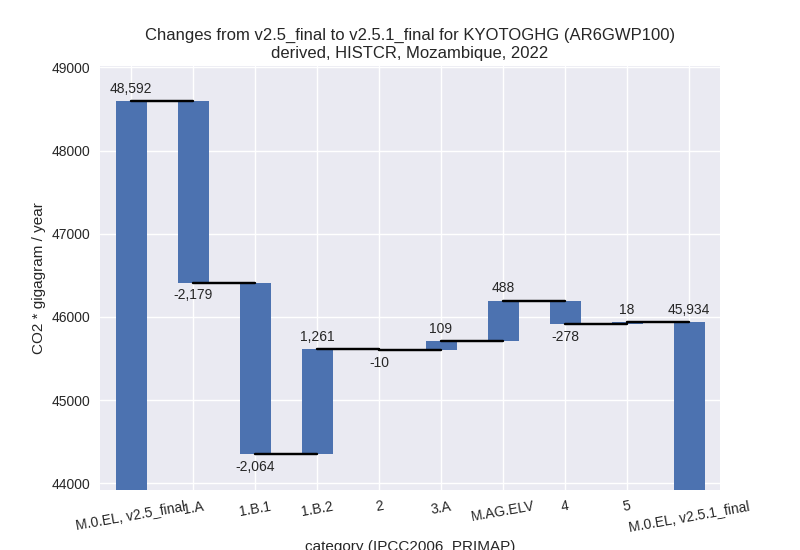 Changes from v2.5_final to v2.5.1_final for KYOTOGHG (AR6GWP100)
derived, HISTCR, Mozambique, 2022
CO2 * gigagram / year
49000
48000
47000
46000
45000
44000
48,592
-2,179
-2,064
1,261
-10
109
488
-278
18
45,934
M.0.EL, v2.5_final
1.A
1.B.1
1.B.2
2
3.A
M.AG.ELV
4
5
M.0.EL, v2.5.1_final
category (IPCC2006_PRIMAP)